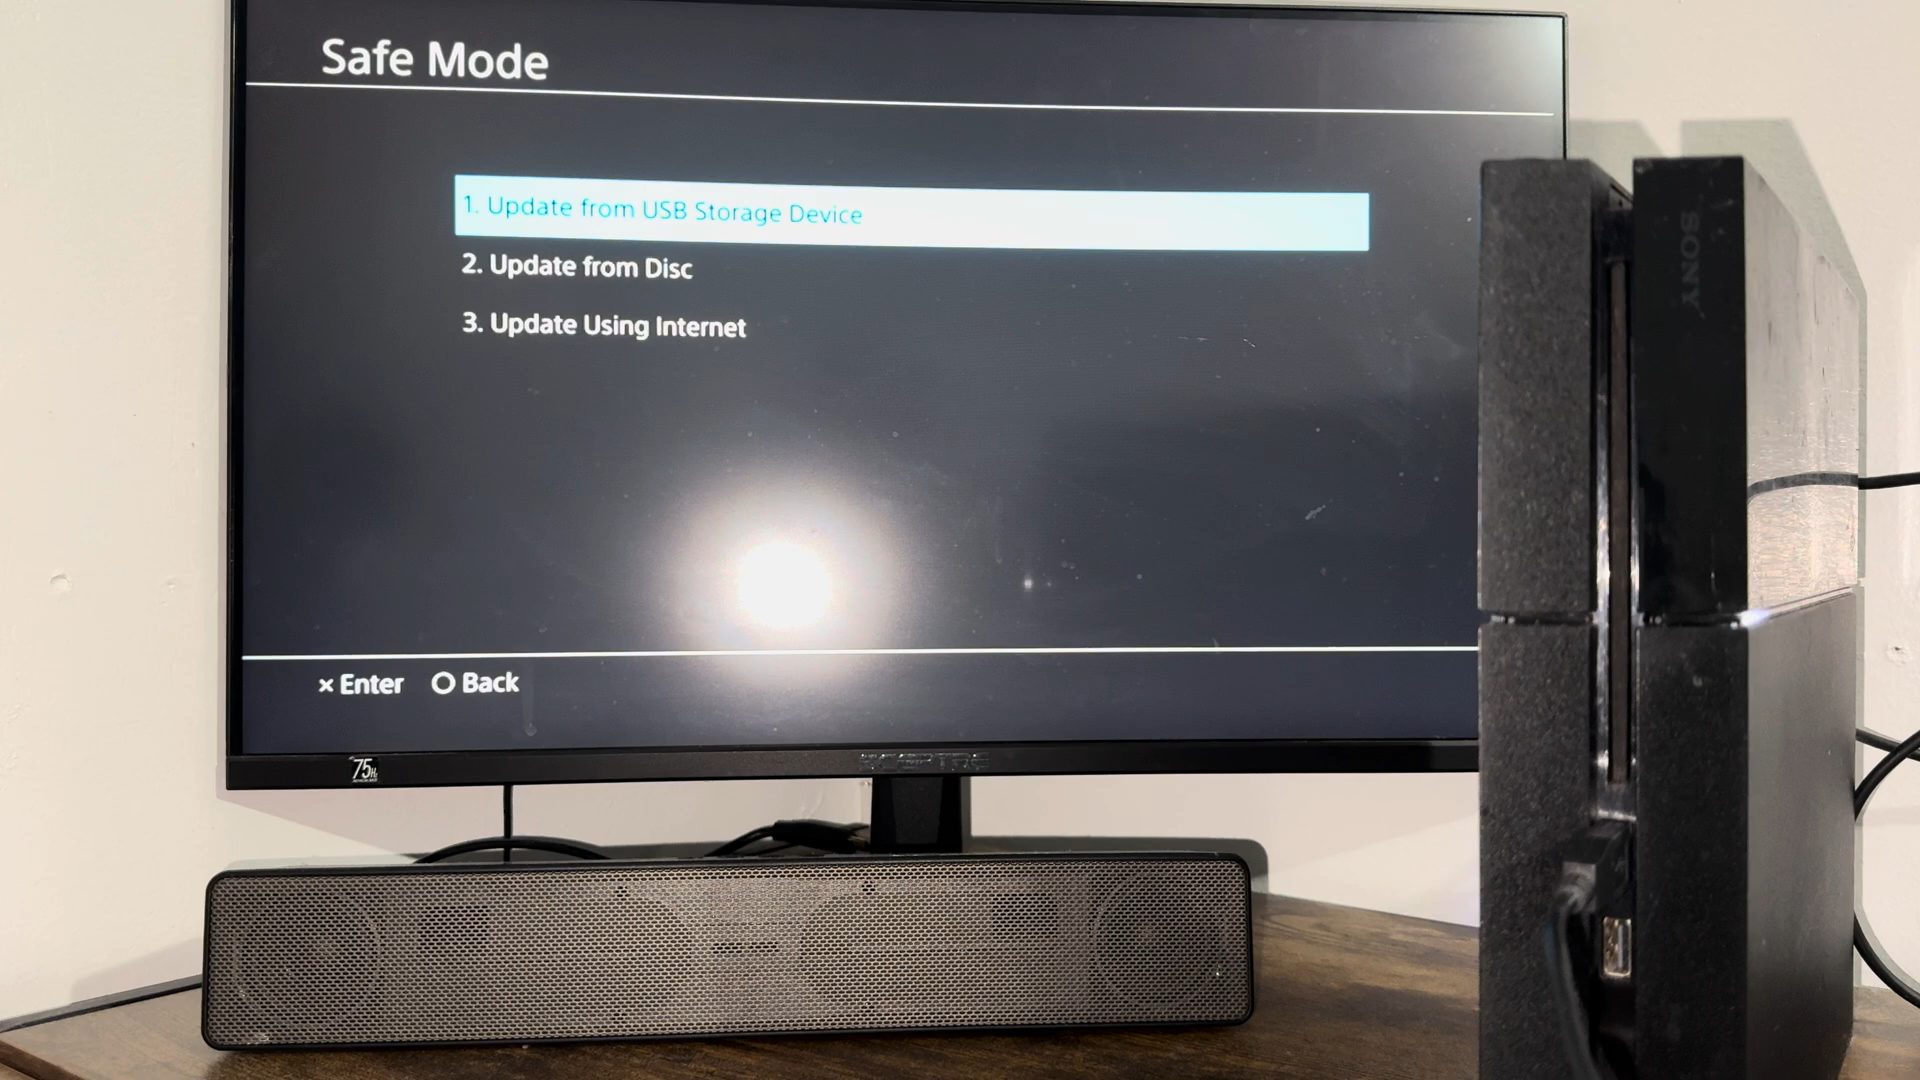 Safe Mode
1. Update from USB Storage Device
2. Update from Disc
3. Update Using Internet
× Enter ○ Back
75Hz
SONY